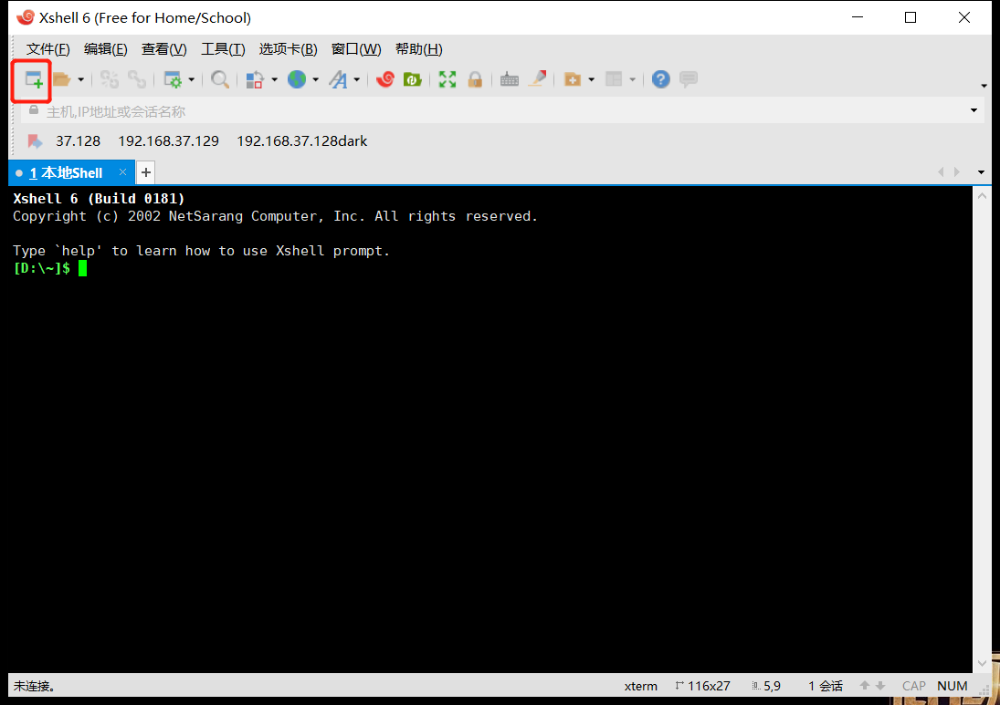 Xshell 6 (Free for Home/School)
文件(F) 编辑(E) 查看(V) 工具(T) 选项卡(B) 窗口(W) 帮助(H)
主机,IP地址或会话名称
37.128 192.168.37.129 192.168.37.128dark
1 本地Shell × +
Xshell 6 (Build 0181)
Copyright (c) 2002 NetSarang Computer, Inc. All rights reserved.
Type `help' to learn how to use Xshell prompt.
[D:\~]$
未连接。 xterm 116x27 5,9 1 会话 CAP NUM